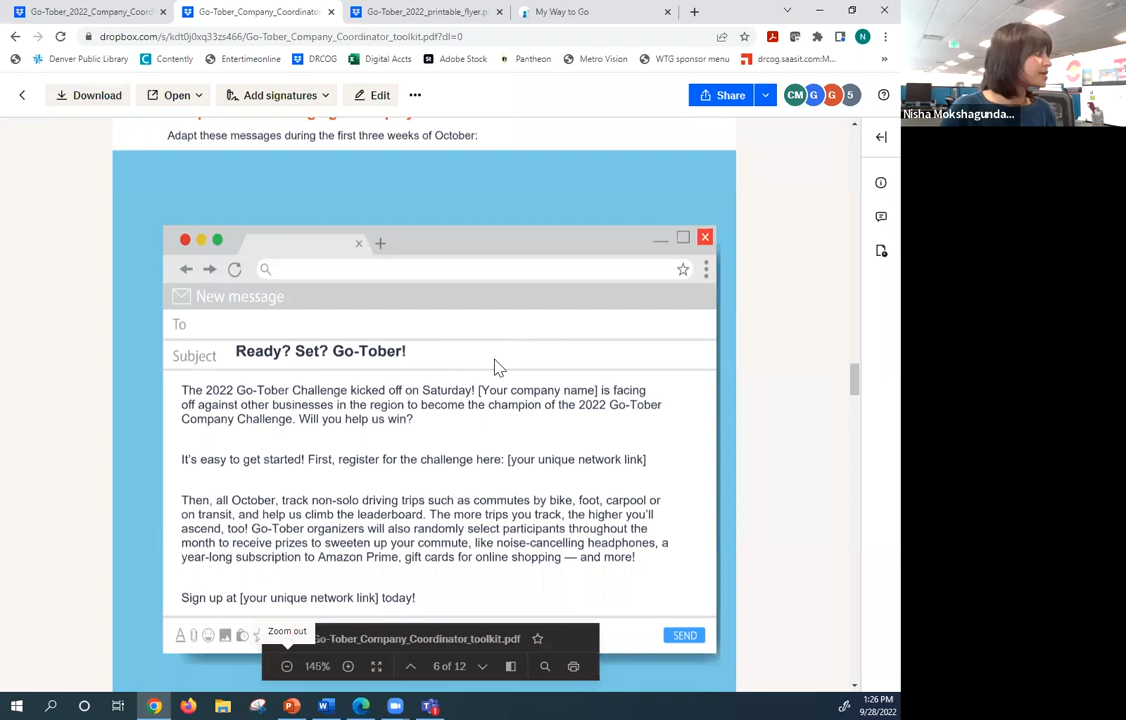 Go-Tober_2022_Company_Coord
Go-Tober_Company_Coordinator
Go-Tober_2022_printable_flyer.p
My Way to Go
dropbox.com/s/kdt0j0xq33zs466/Go-Tober_Company_Coordinator_toolkit.pdf?dl=0
Denver Public Library
Contently
Entertimeonline
DRCOG
Digital Accts
Adobe Stock
Pantheon
Metro Vision
WTG sponsor menu
drcog.saasit.com:M...
Download
Open
Add signatures
Edit
Share
CM
G
G
5
Nisha Mokshagunda...
Adapt these messages during the first three weeks of October:
New message
To
Subject
Ready? Set? Go-Tober!
The 2022 Go-Tober Challenge kicked off on Saturday! [Your company name] is facing
off against other businesses in the region to become the champion of the 2022 Go-Tober
Company Challenge. Will you help us win?
It's easy to get started! First, register for the challenge here: [your unique network link]
Then, all October, track non-solo driving trips such as commutes by bike, foot, carpool or
on transit, and help us climb the leaderboard. The more trips you track, the higher you'll
ascend, too! Go-Tober organizers will also randomly select participants throughout the
month to receive prizes to sweeten up your commute, like noise-cancelling headphones, a
year-long subscription to Amazon Prime, gift cards for online shopping — and more!
Sign up at [your unique network link] today!
SEND
Zoom out
Go-Tober_Company_Coordinator_toolkit.pdf
145%
6 of 12
1:26 PM
9/28/2022